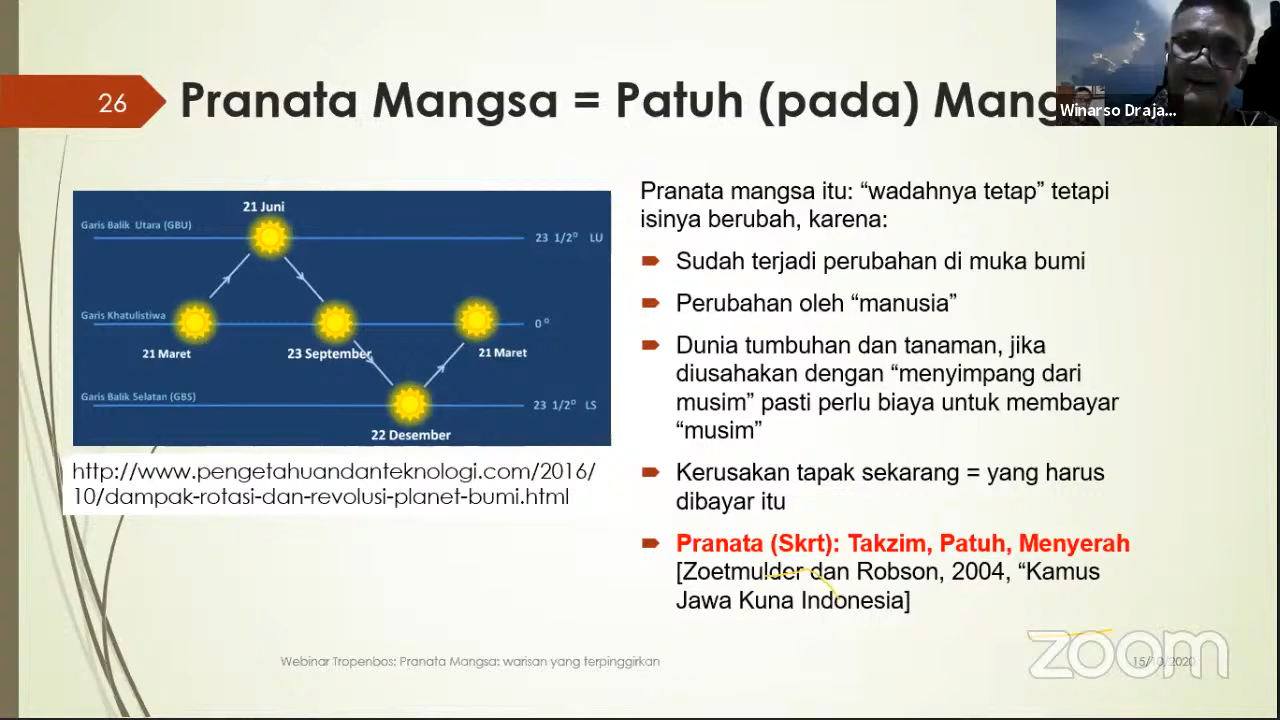 26
Pranata Mangsa = Patuh (pada) Mang
Winarso Draja...
21 Juni
Garis Balik Utara (GBU)
23 1/2° LU
Garis Khatulistiwa
0°
21 Maret
23 September
21 Maret
Garis Balik Selatan (GBS)
23 1/2° LS
22 Desember
http://www.pengetahuandanteknologi.com/2016/
10/dampak-rotasi-dan-revolusi-planet-bumi.html
Pranata mangsa itu: “wadahnya tetap” tetapi
isinya berubah, karena:
Sudah terjadi perubahan di muka bumi
Perubahan oleh “manusia”
Dunia tumbuhan dan tanaman, jika
diusahakan dengan “menyimpang dari
musim” pasti perlu biaya untuk membayar
“musim”
Kerusakan tapak sekarang = yang harus
dibayar itu
Pranata (Skrt): Takzim, Patuh, Menyerah
[Zoetmulder dan Robson, 2004, “Kamus
Jawa Kuna Indonesia]
Webinar Tropenbos: Pranata Mangsa: warisan yang terpinggirkan
15/10/2020
zoom